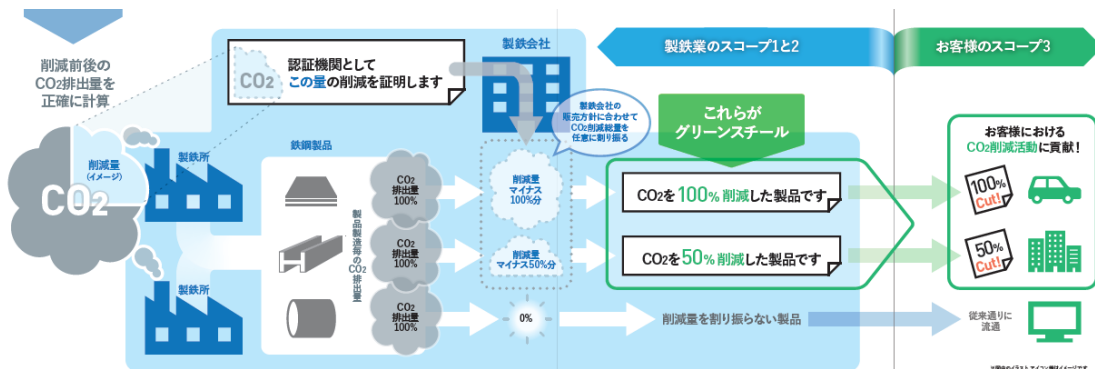 削減前後の
CO2排出量を
正確に計算
削減量
(イメージ)
CO2
CO2
認証機関として
この量の削減を証明します
製鉄会社
製鉄会社の
販売方針に合わせて
CO2削減総量を
任意に割り振る
製鉄業のスコープ1と2
お客様のスコープ3
これらが
グリーンスチール
製鉄所
製鉄所
鉄鋼製品
製品製造毎のCO2排出量
CO2
排出量
100%
CO2
排出量
100%
CO2
排出量
100%
削減量
マイナス
100%分
削減量
マイナス50%分
0%
CO2を100%削減した製品です
CO2を50%削減した製品です
削減量を割り振らない製品
お客様における
CO2削減活動に貢献!
100%
Cut!
50%
Cut!
従来通りに
流通